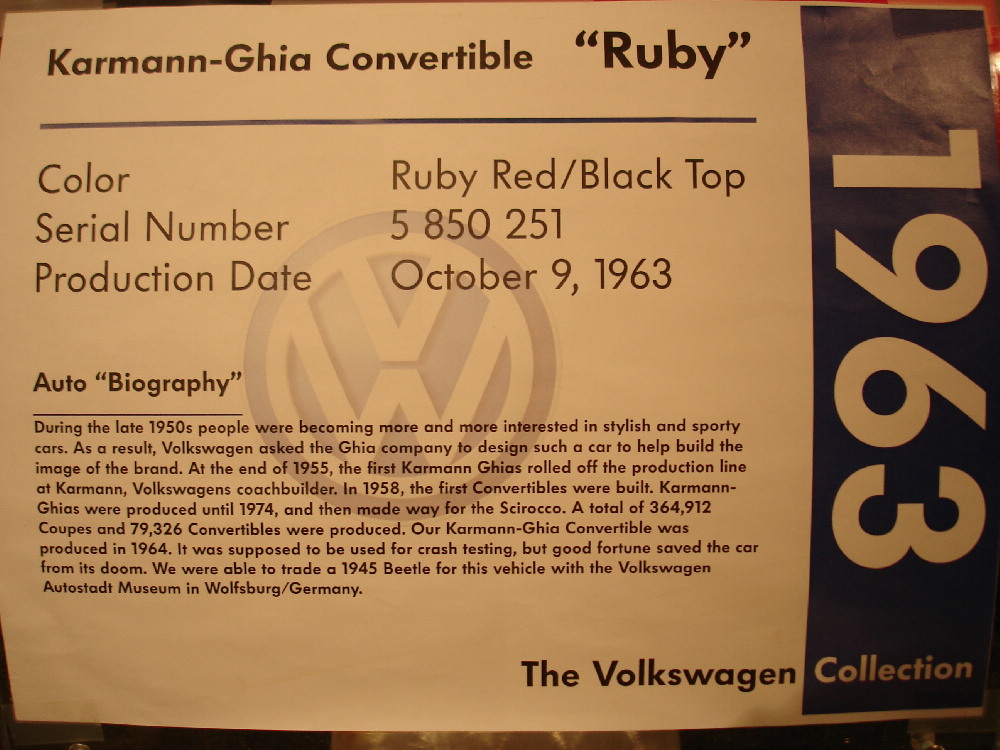 Karmann-Ghia Convertible “Ruby”
Color Ruby Red/Black Top
Serial Number 5 850 251
Production Date October 9, 1963
Auto “Biography”
During the late 1950s people were becoming more and more interested in stylish and sporty
cars. As a result, Volkswagen asked the Ghia company to design such a car to help build the
image of the brand. At the end of 1955, the first Karmann Ghias rolled off the production line
at Karmann, Volkswagens coachbuilder. In 1958, the first Convertibles were built. Karmann-
Ghias were produced until 1974, and then made way for the Scirocco. A total of 364,912
Coupes and 79,326 Convertibles were produced. Our Karmann-Ghia Convertible was
produced in 1964. It was supposed to be used for crash testing, but good fortune saved the car
from its doom. We were able to trade a 1945 Beetle for this vehicle with the Volkswagen
Autostadt Museum in Wolfsburg/Germany.
The Volkswagen Collection
1963